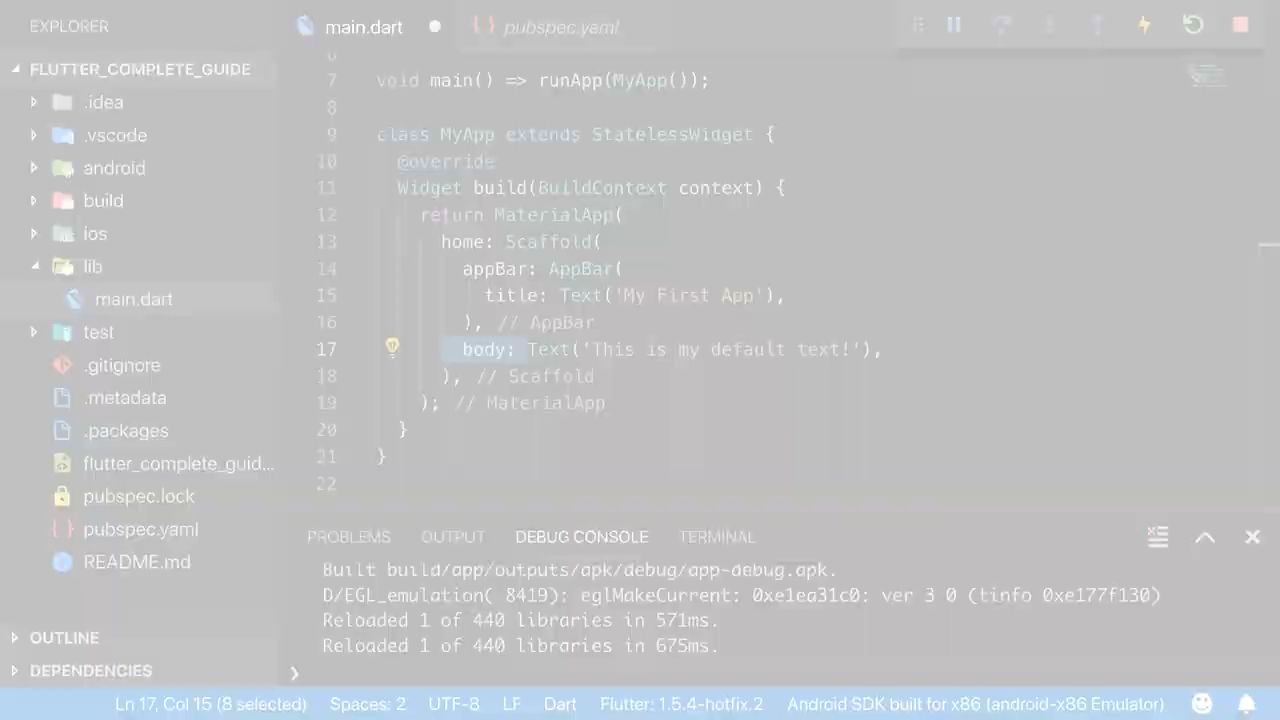 EXPLORER
FLUTTER_COMPLETE_GUIDE
.idea
.vscode
android
build
ios
lib
main.dart
test
.gitignore
.metadata
.packages
flutter_complete_guid...
pubspec.lock
pubspec.yaml
README.md
OUTLINE
DEPENDENCIES
main.dart
pubspec.yaml
6
7 void main() => runApp(MyApp());
8
9 class MyApp extends StatelessWidget {
10 @override
11 Widget build(BuildContext context) {
12 return MaterialApp(
13 home: Scaffold(
14 appBar: AppBar(
15 title: Text('My First App'),
16 ), // AppBar
17 body: Text('This is my default text!'),
18 ), // Scaffold
19 ); // MaterialApp
20 }
21 }
22
PROBLEMS OUTPUT DEBUG CONSOLE TERMINAL
Built build/app/outputs/apk/debug/app-debug.apk.
D/EGL_emulation( 8419): eglMakeCurrent: 0xe1ea31c0: ver 3 0 (tinfo 0xe177f130)
Reloaded 1 of 440 libraries in 571ms.
Reloaded 1 of 440 libraries in 675ms.
Ln 17, Col 15 (8 selected) Spaces: 2 UTF-8 LF Dart Flutter: 1.5.4-hotfix.2 Android SDK built for x86 (android-x86 Emulator)